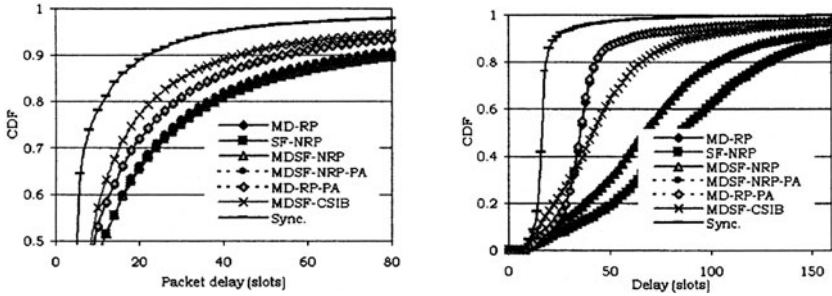 1
0.9
0.8
0.7
0.6
0.5
CDF
0
20
40
60
80
Packet delay (slots)
MD-RP
SF-NRP
MDSF-NRP
MDSF-NRP-PA
MD-RP-PA
MDSF-CSIB
Sync.
1
0.8
0.6
0.4
0.2
0
CDF
0
50
100
150
Delay (slots)
MD-RP
SF-NRP
MDSF-NRP
MDSF-NRP-PA
MD-RP-PA
MDSF-CSIB
Sync.